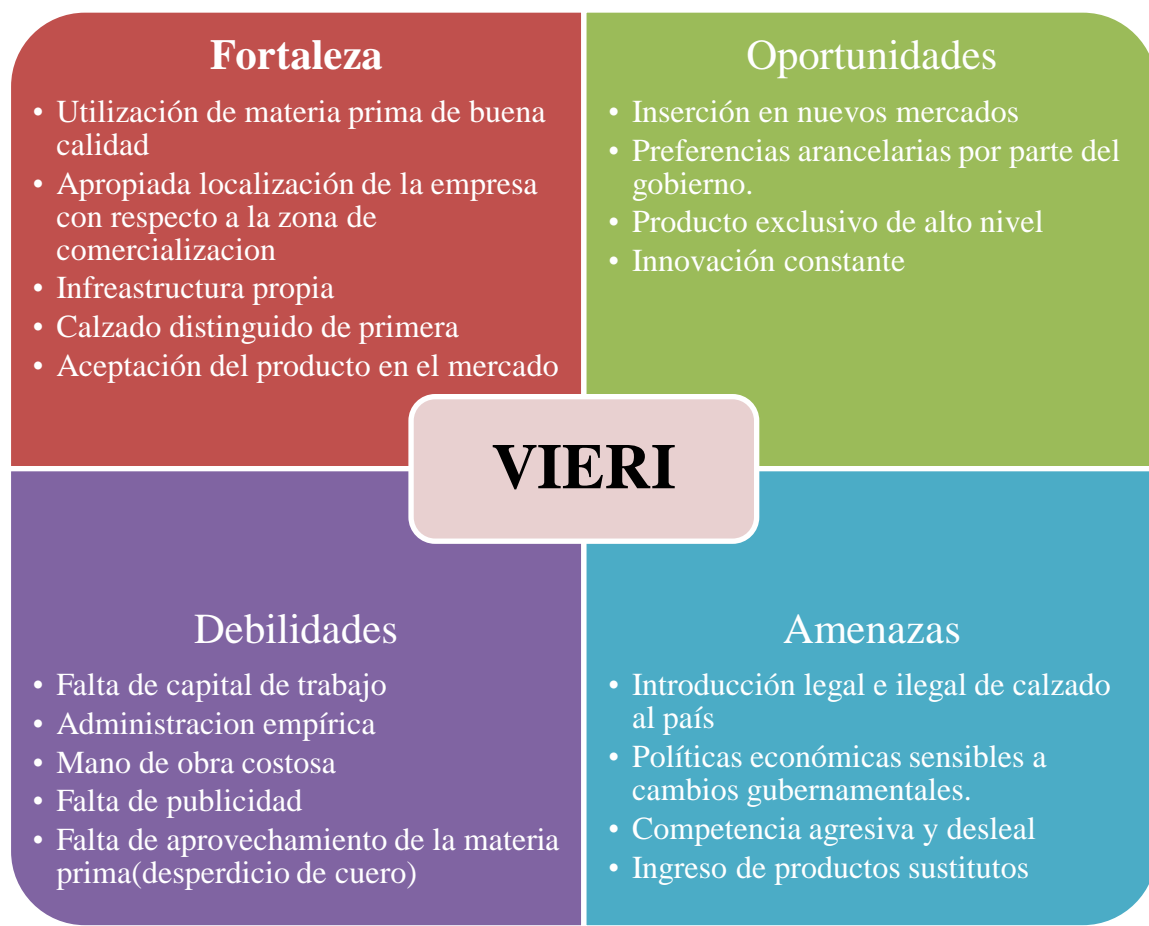 Fortaleza
• Utilización de materia prima de buena
calidad
• Apropiada localización de la empresa
con respecto a la zona de
comercializacion
• Infreastructura propia
• Calzado distinguido de primera
• Aceptación del producto en el mercado
Oportunidades
• Inserción en nuevos mercados
• Preferencias arancelarias por parte del
gobierno.
• Producto exclusivo de alto nivel
• Innovación constante
VIERI
Debilidades
• Falta de capital de trabajo
• Administracion empírica
• Mano de obra costosa
• Falta de publicidad
• Falta de aprovechamiento de la materia
prima(desperdicio de cuero)
Amenazas
• Introducción legal e ilegal de calzado
al país
• Políticas económicas sensibles a
cambios gubernamentales.
• Competencia agresiva y desleal
• Ingreso de productos sustitutos